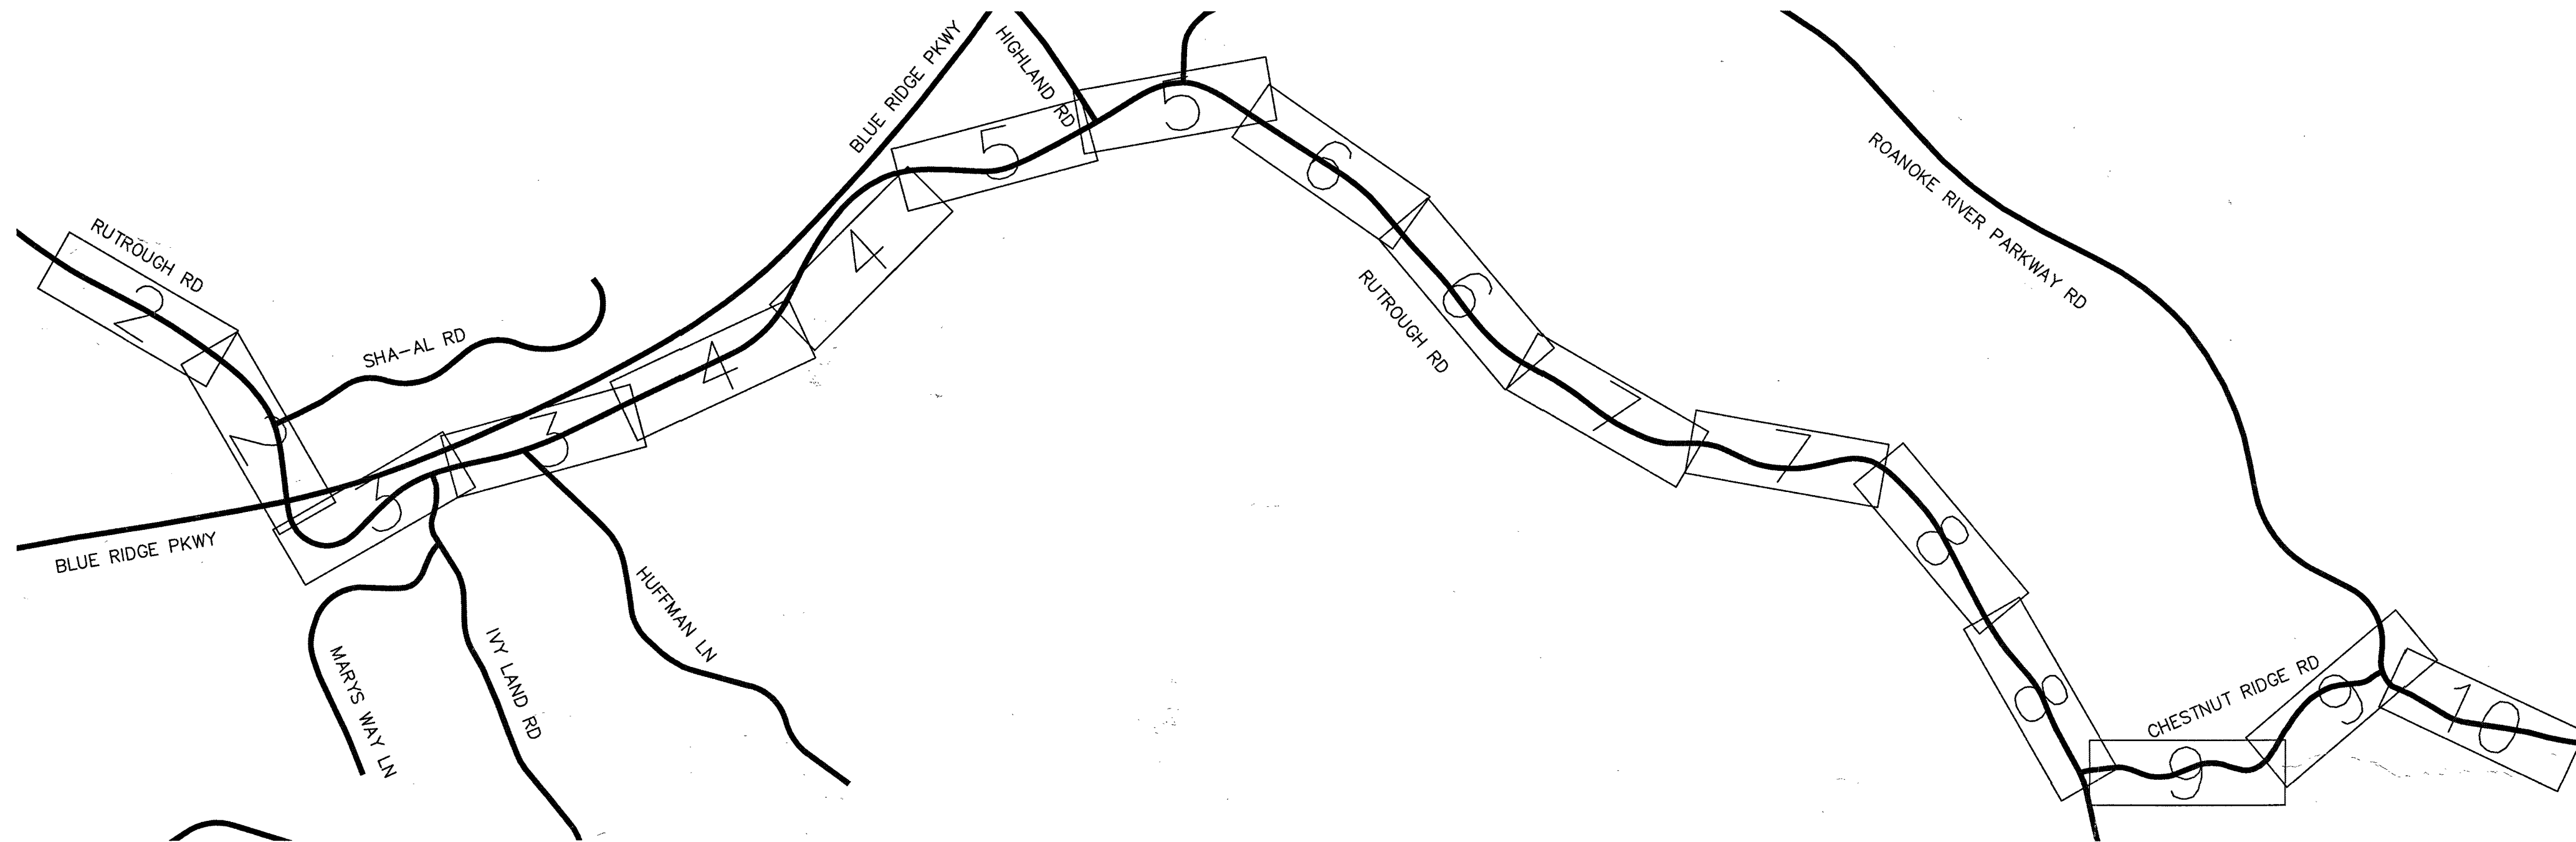 BLUE RIDGE PKWY
HIGHLAND RD
5
5
6
ROANOKE RIVER PARKWAY RD
RUTROUGH RD
2
4
6
RUTROUGH RD
SHA-AL RD
4
2
3
3
7
7
BLUE RIDGE PKWY
8
HUFFMAN LN
MARYS WAY LN
IVY LAND RD
8
CHESTNUT RIDGE RD
9
9
10